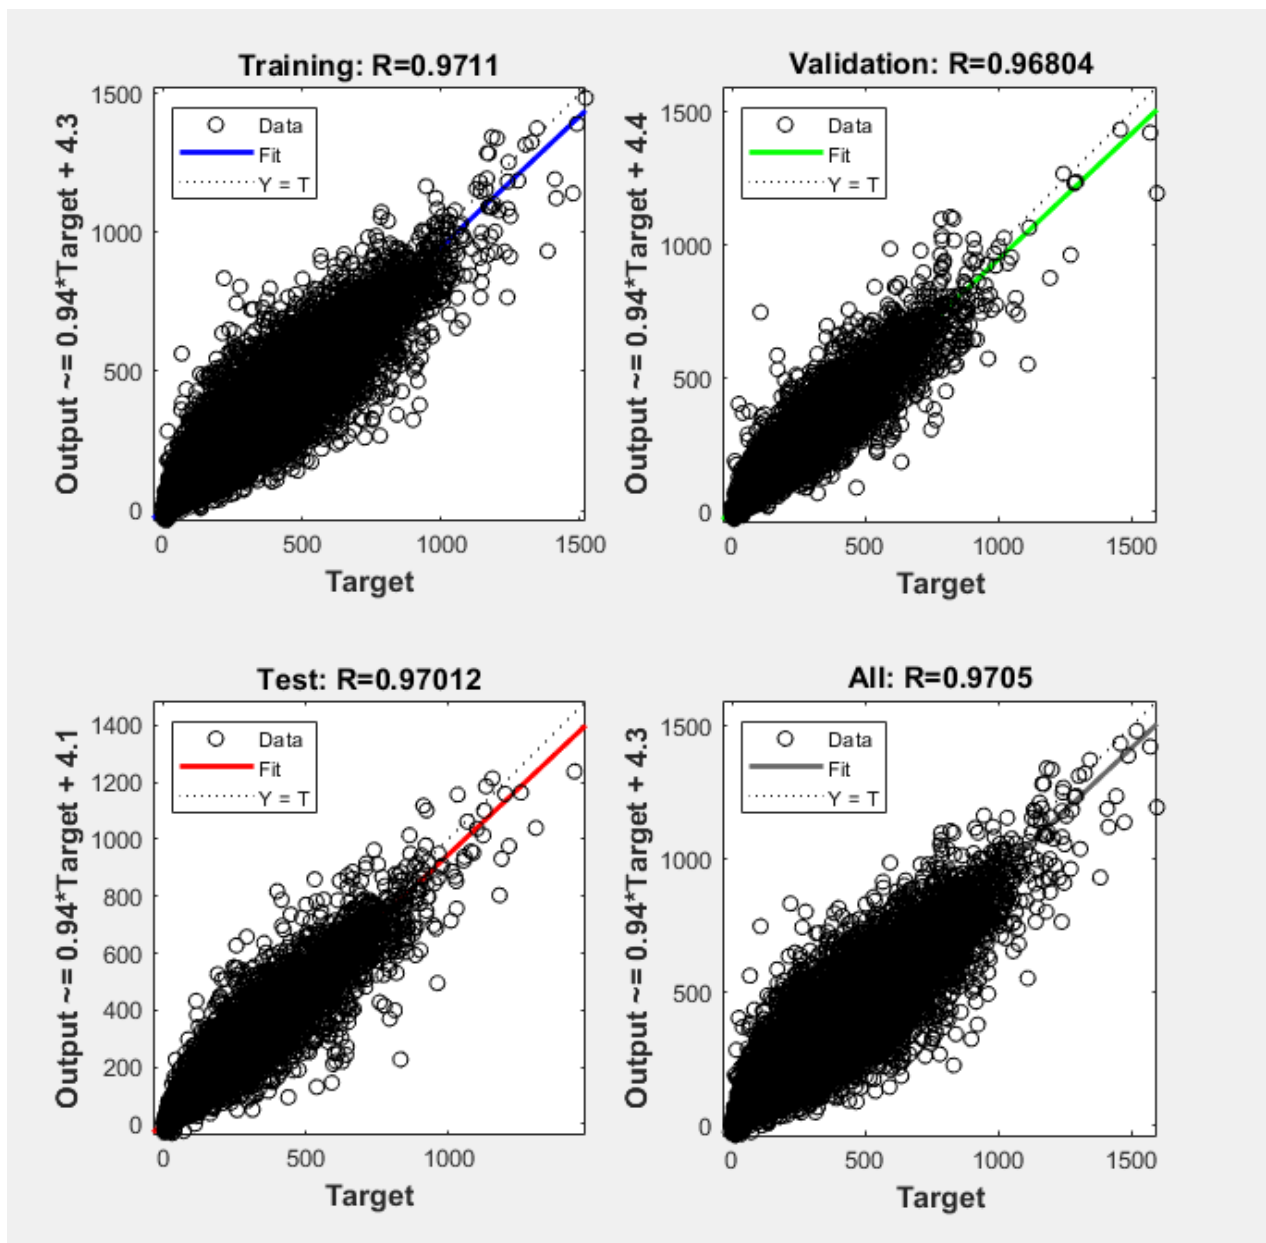 Training: R=0.9711
Output ~= 0.94*Target + 4.3
1500
1000
500
0
Data
Fit
Y = T
0 500 1000 1500
Target
Validation: R=0.96804
Output ~= 0.94*Target + 4.4
1500
1000
500
0
Data
Fit
Y = T
0 500 1000 1500
Target
Test: R=0.97012
Output ~= 0.94*Target + 4.1
1400
1200
1000
800
600
400
200
0
Data
Fit
Y = T
0 500 1000
Target
All: R=0.9705
Output ~= 0.94*Target + 4.3
1500
1000
500
0
Data
Fit
Y = T
0 500 1000 1500
Target